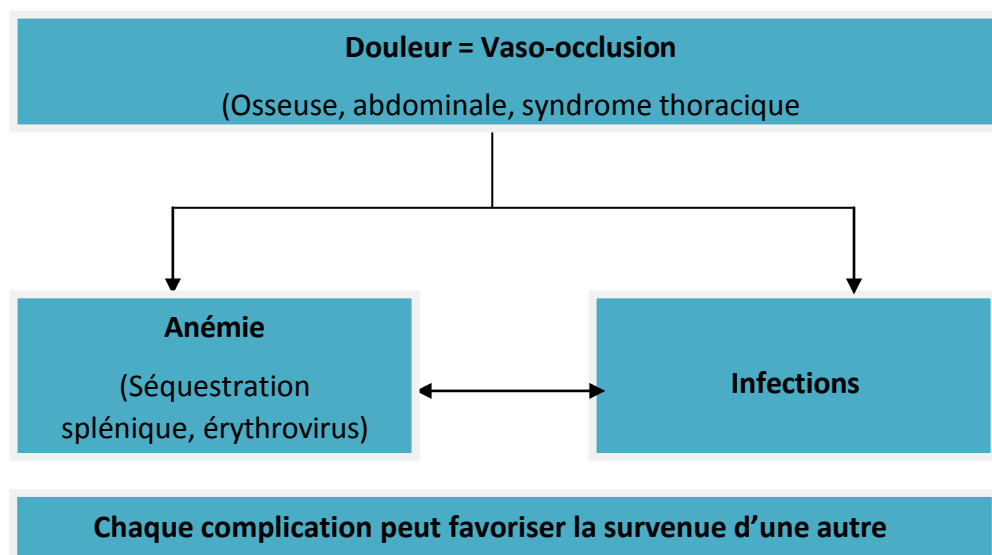 Douleur = Vaso-occlusion
(Osseuse, abdominale, syndrome thoracique
Anémie
(Séquestration
splénique, érythrovirus)
Infections
Chaque complication peut favoriser la survenue d’une autre